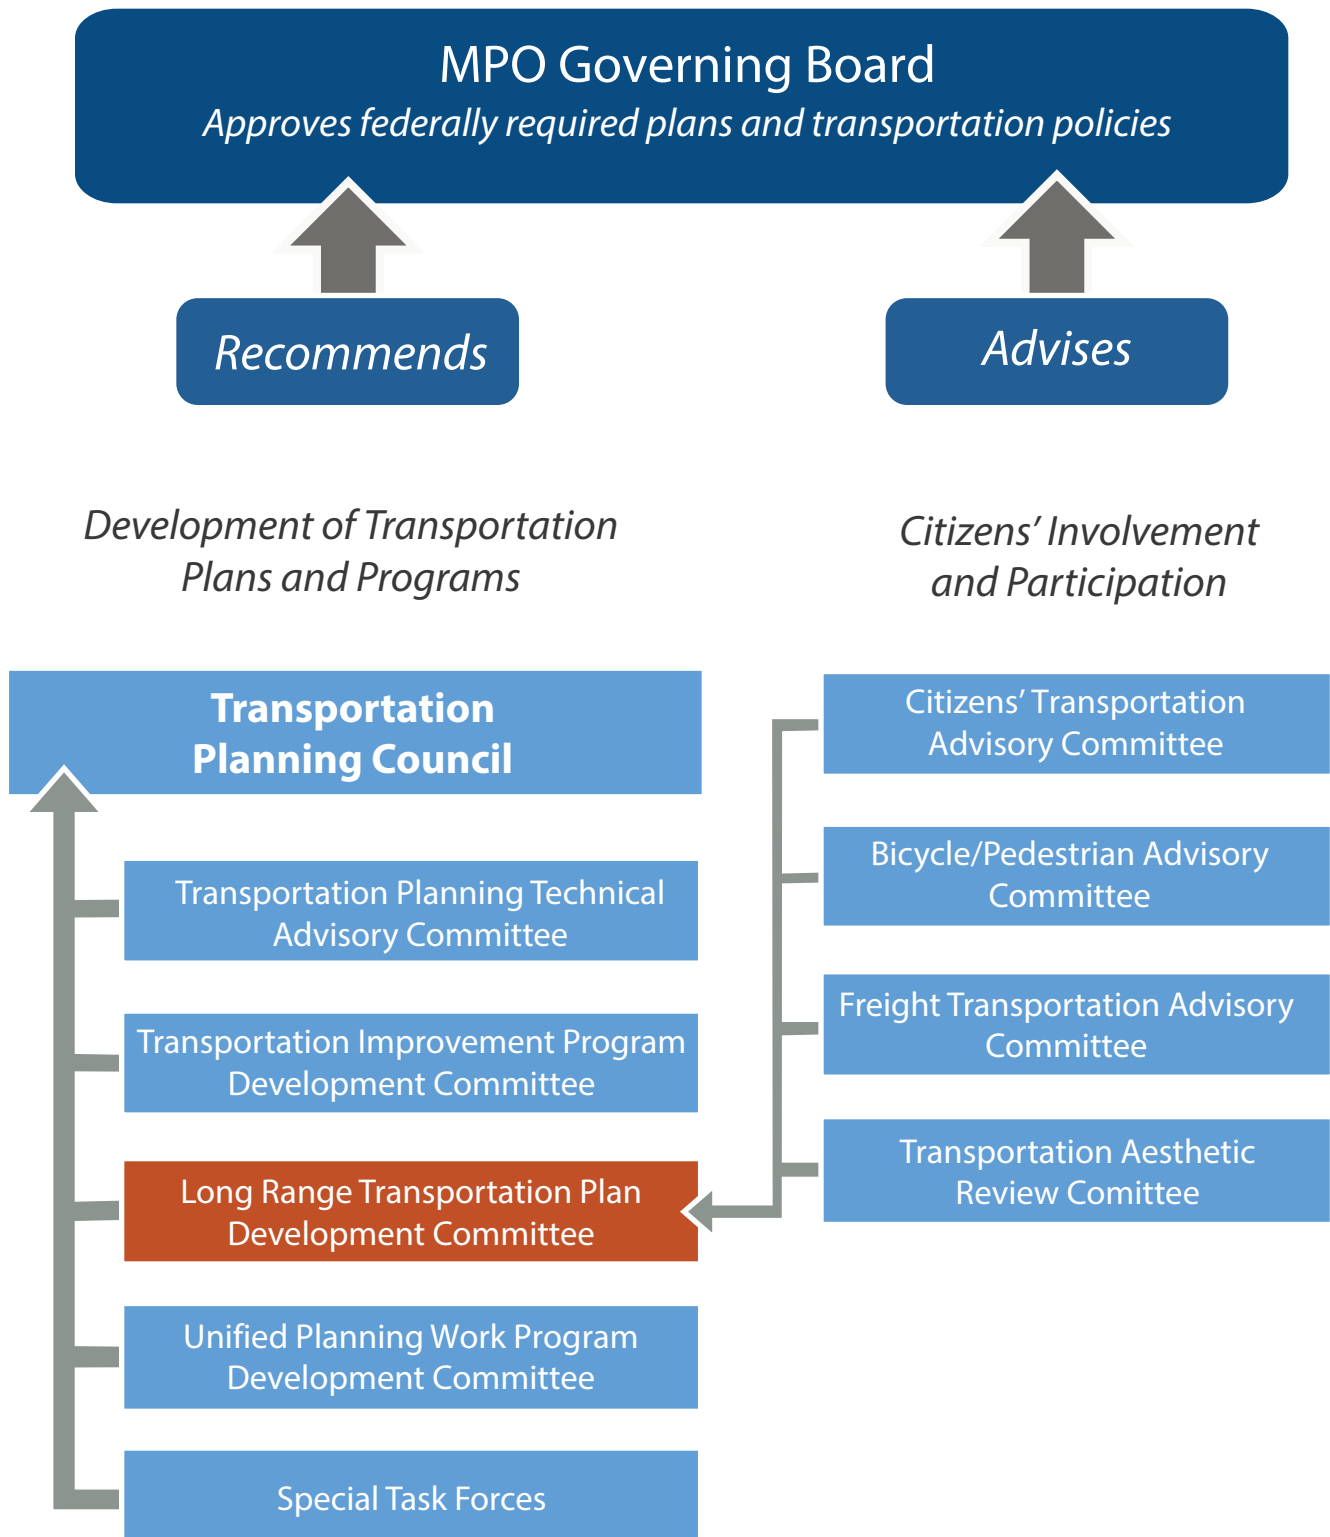 MPO Governing Board
Approves federally required plans and transportation policies
Recommends
Advises
Development of Transportation
Plans and Programs
Citizens’ Involvement
and Participation
Transportation
Planning Council
Transportation Planning Technical
Advisory Committee
Transportation Improvement Program
Development Committee
Long Range Transportation Plan
Development Committee
Unified Planning Work Program
Development Committee
Special Task Forces
Citizens’ Transportation
Advisory Committee
Bicycle/Pedestrian Advisory
Committee
Freight Transportation Advisory
Committee
Transportation Aesthetic
Review Comittee